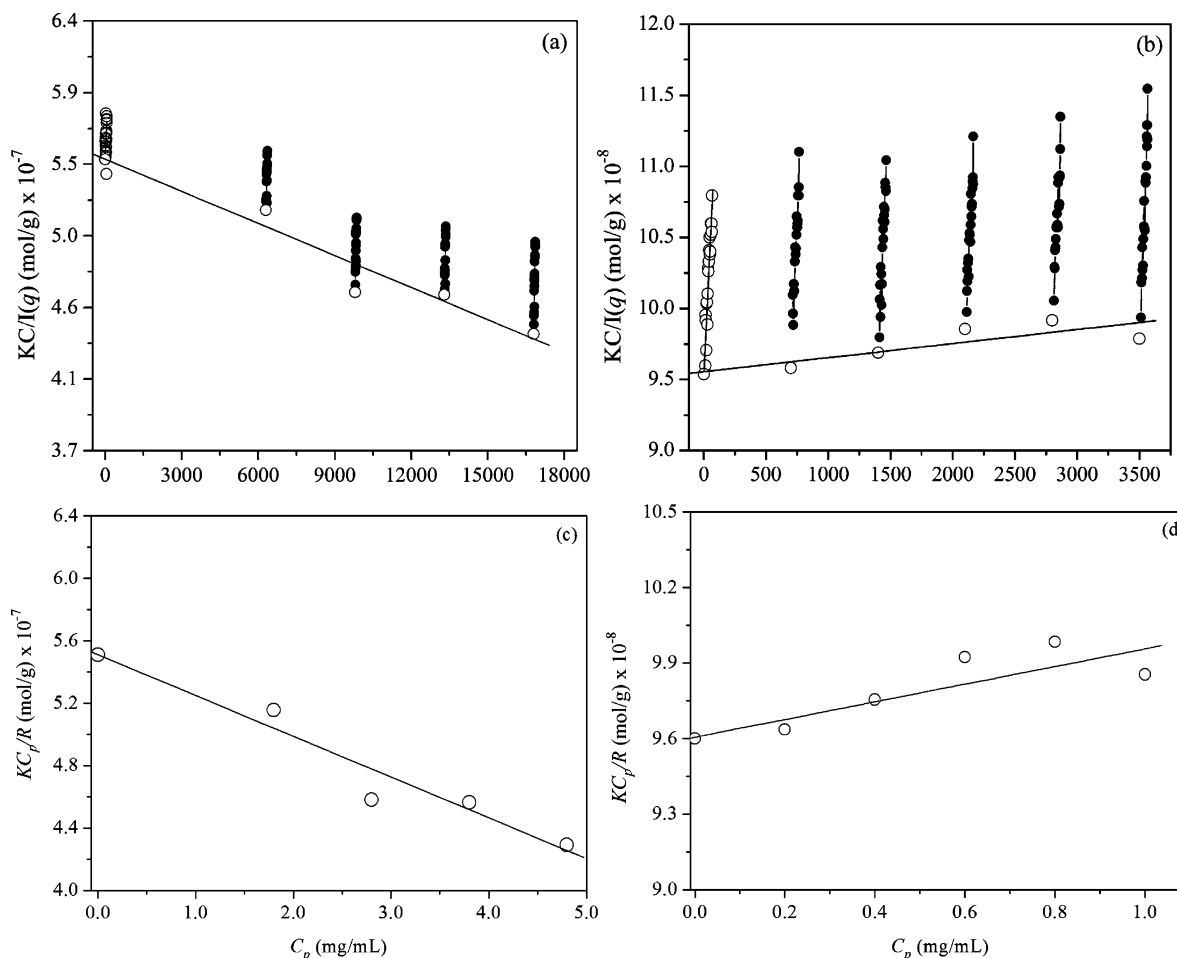 (a)
KC/I(q) (mol/g) x 10-7
6.4
5.9
5.5
5.0
4.6
4.1
3.7
0 3000 6000 9000 12000 15000 18000
(b)
KC/I(q) (mol/g) x 10-8
12.0
11.5
11.0
10.5
10.0
9.5
9.0
0 500 1000 1500 2000 2500 3000 3500
(c)
KCp/R (mol/g) x 10-7
6.4
6.0
5.6
5.2
4.8
4.4
4.0
0.0 1.0 2.0 3.0 4.0 5.0
Cp (mg/mL)
(d
KCp/R (mol/g) x 10-8
10.5
10.2
9.9
9.6
9.3
9.0
0.0 0.2 0.4 0.6 0.8 1.0
Cp (mg/mL)